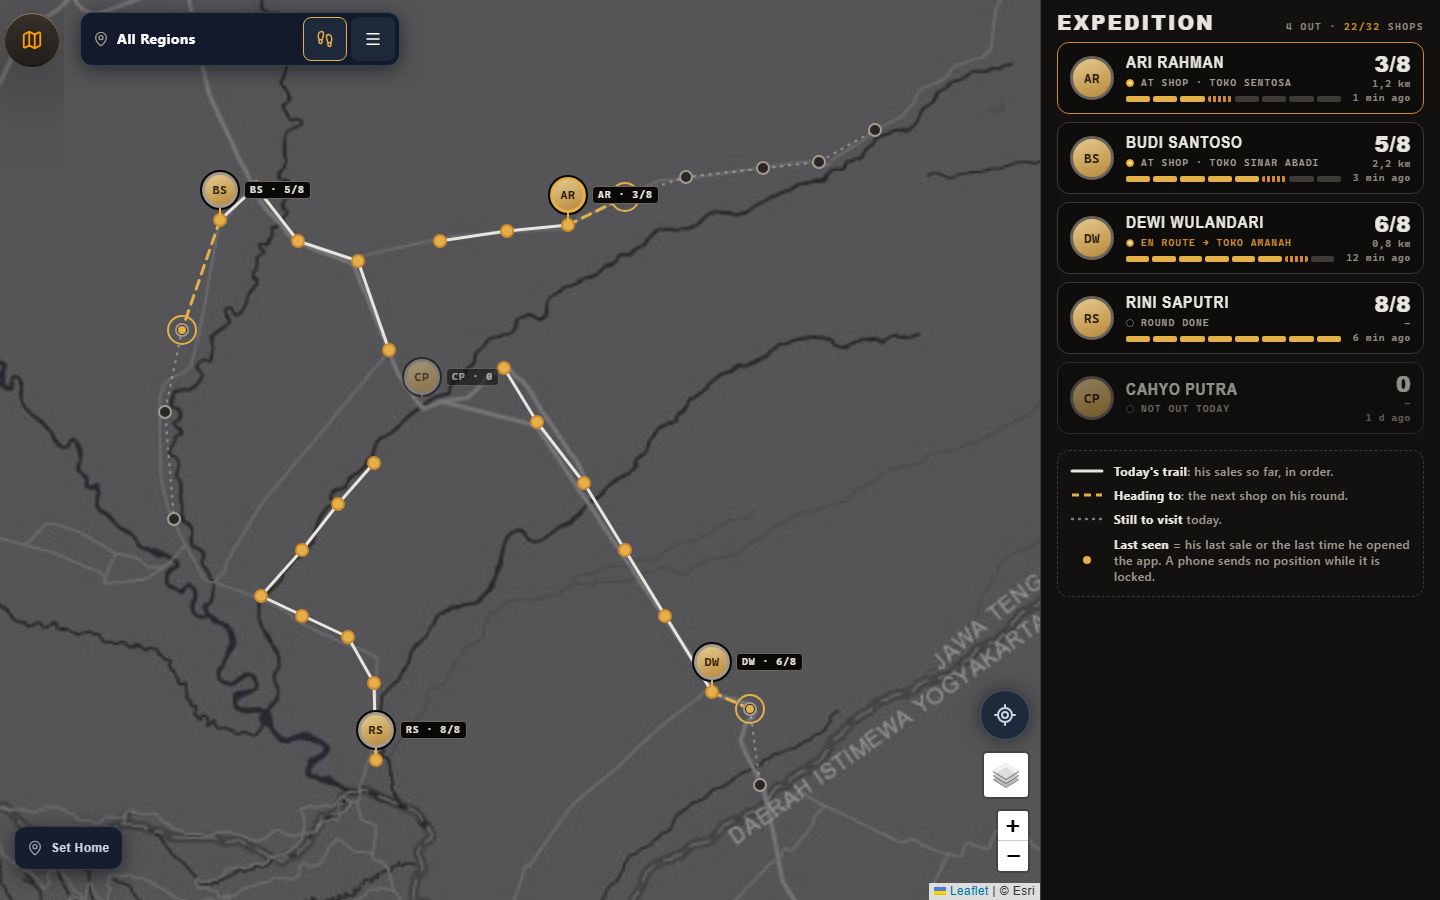 All Regions
BS
BS · 5/8
AR
AR · 3/8
CP
CP · 0
DW
DW · 6/8
RS
RS · 8/8
JAWA TENG
DAERAH ISTIMEWA YOGYAKARTA
Set Home
+
−
Leaflet | © Esri
EXPEDITION
4 OUT · 22/32 SHOPS
AR
ARI RAHMAN
3/8
AT SHOP · TOKO SENTOSA
1,2 km
1 min ago
BS
BUDI SANTOSO
5/8
AT SHOP · TOKO SINAR ABADI
2,2 km
3 min ago
DW
DEWI WULANDARI
6/8
EN ROUTE → TOKO AMANAH
0,8 km
12 min ago
RS
RINI SAPUTRI
8/8
ROUND DONE
–
6 min ago
CP
CAHYO PUTRA
0
NOT OUT TODAY
–
1 d ago
Today's trail: his sales so far, in order.
Heading to: the next shop on his round.
Still to visit today.
Last seen = his last sale or the last time he opened
the app. A phone sends no position while it is
locked.